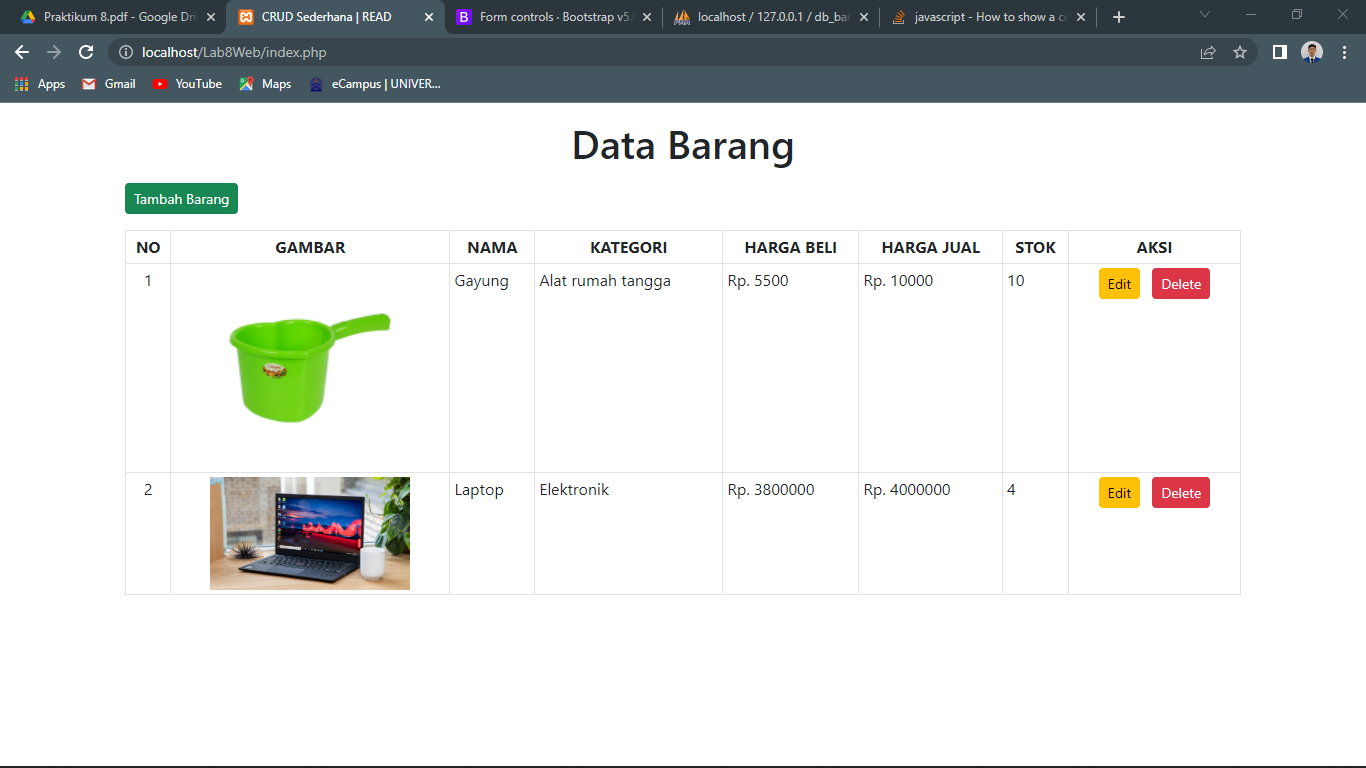 Praktikum 8.pdf - Google Dri
CRUD Sederhana | READ
Form controls · Bootstrap v5.
localhost / 127.0.0.1 / db_bar
javascript - How to show a co
localhost/Lab8Web/index.php
Apps
Gmail
YouTube
Maps
eCampus | UNIVER...
Data Barang
Tambah Barang
NO GAMBAR NAMA KATEGORI HARGA BELI HARGA JUAL STOK AKSI
1 Gayung Alat rumah tangga Rp. 5500 Rp. 10000 10 Edit Delete
2 Laptop Elektronik Rp. 3800000 Rp. 4000000 4 Edit Delete